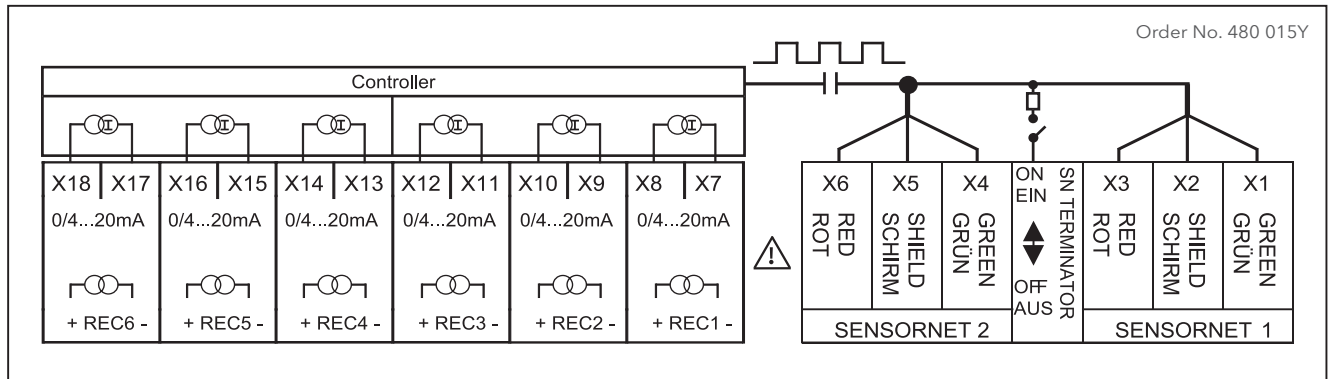 Order No. 480 015Y
Controller
X18 X17 X16 X15 X14 X13 X12 X11 X10 X9 X8 X7
0/4...20mA 0/4...20mA 0/4...20mA 0/4...20mA 0/4...20mA 0/4...20mA
+ REC6 - + REC5 - + REC4 - + REC3 - + REC2 - + REC1 -
X6 X5 X4
RED
ROT
SHIELD
SCHIRM
GREEN
GRÜN
SENSORNET 2
ON
EIN
OFF
AUS
SN TERMINATOR
X3 X2 X1
RED
ROT
SHIELD
SCHIRM
GREEN
GRÜN
SENSORNET 1